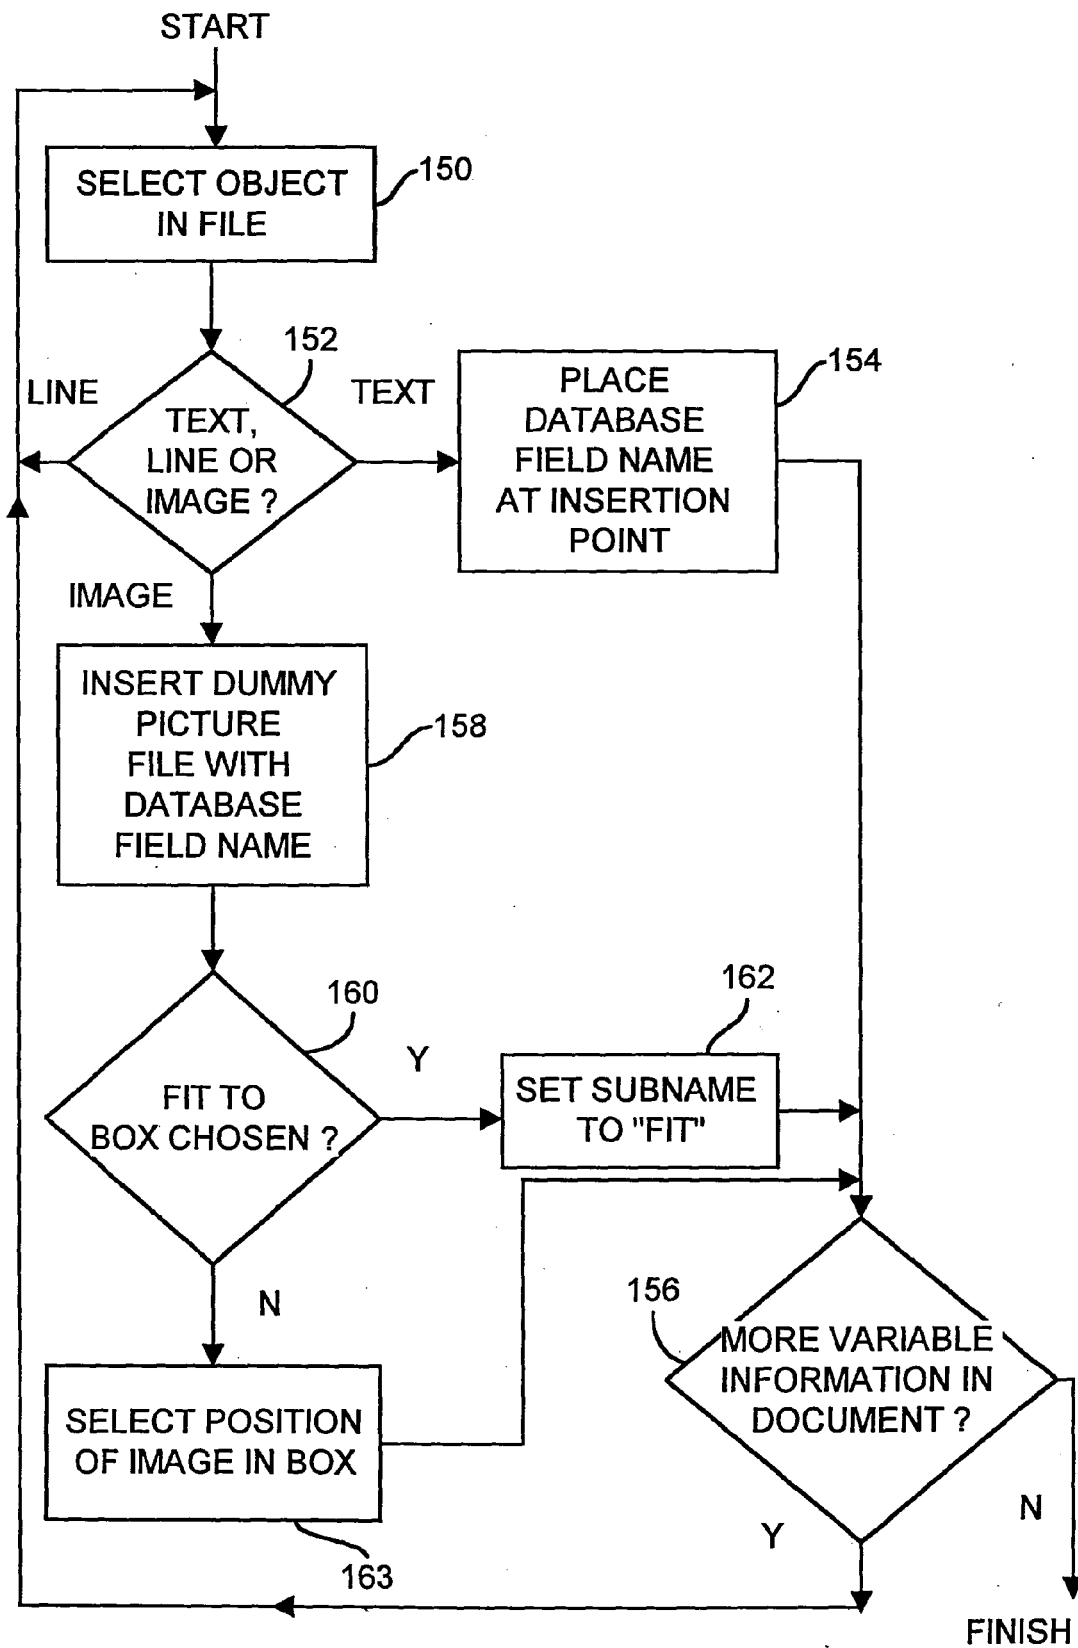 START
SELECT OBJECT
IN FILE
150
152
LINE
TEXT
TEXT,
LINE OR
IMAGE ?
PLACE
DATABASE
FIELD NAME
AT INSERTION
POINT
154
IMAGE
INSERT DUMMY
PICTURE
FILE WITH
DATABASE
FIELD NAME
158
160
FIT TO
BOX CHOSEN ?
Y
162
SET SUBNAME
TO "FIT"
N
SELECT POSITION
OF IMAGE IN BOX
163
156
MORE VARIABLE
INFORMATION IN
DOCUMENT ?
Y
N
FINISH